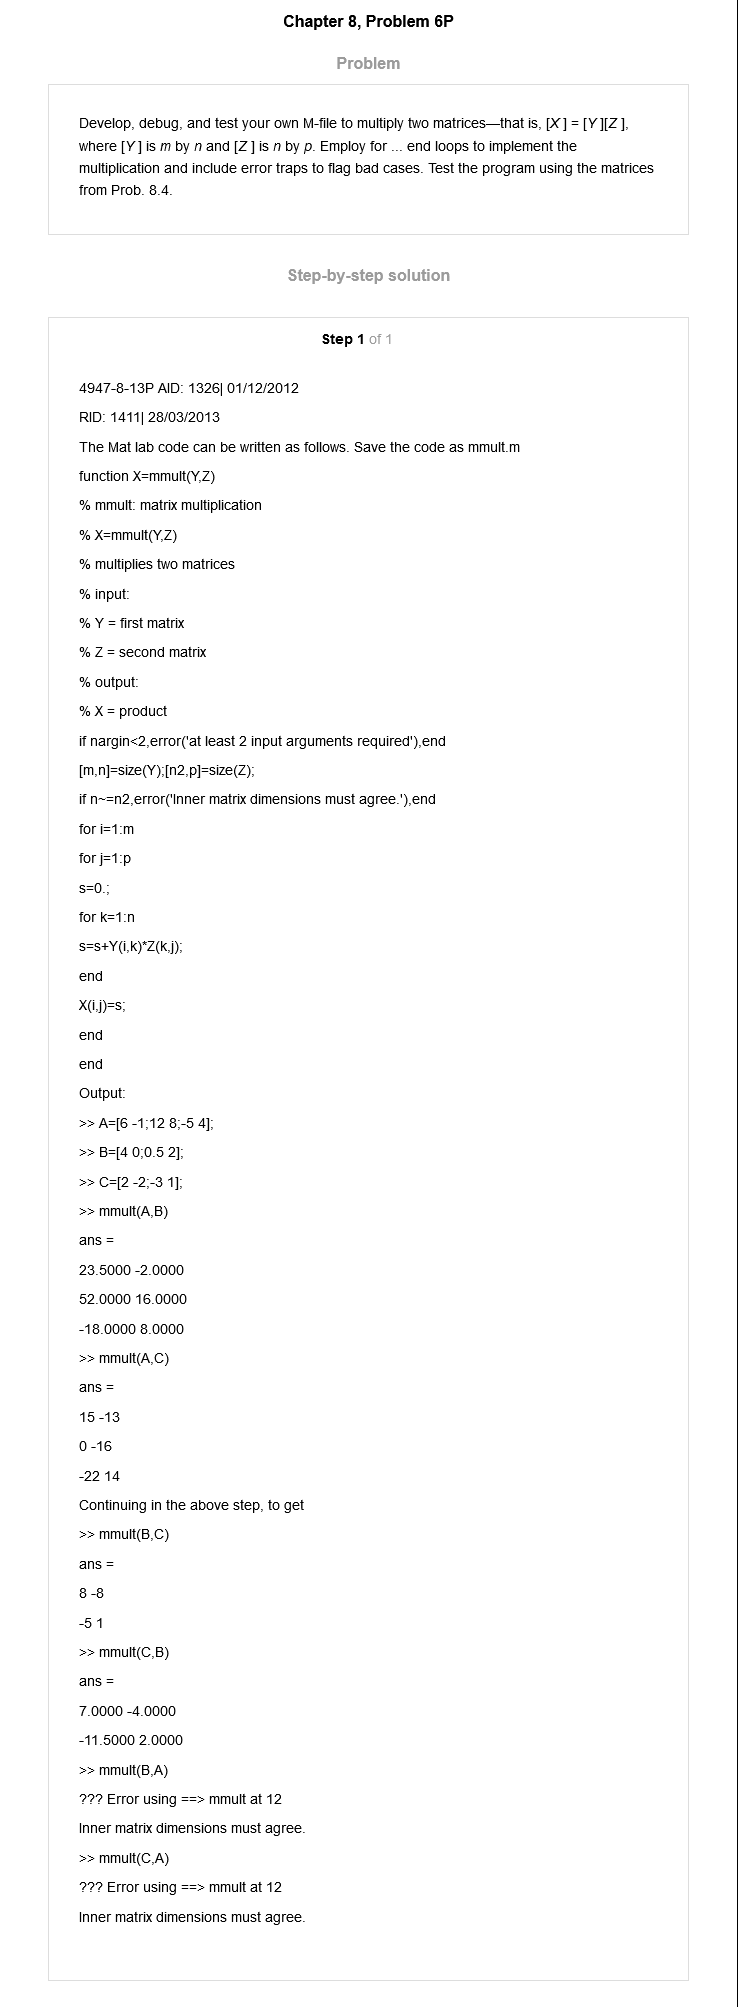 Chapter 8, Problem 6P
Problem
Develop, debug, and test your own M-file to multiply two matrices—that is, [X ] = [Y ][Z ],
where [Y ] is m by n and [Z ] is n by p. Employ for ... end loops to implement the
multiplication and include error traps to flag bad cases. Test the program using the matrices
from Prob. 8.4.
Step-by-step solution
Step 1 of 1
4947-8-13P AID: 1326| 01/12/2012
RID: 1411| 28/03/2013
The Mat lab code can be written as follows. Save the code as mmult.m
function X=mmult(Y,Z)
% mmult: matrix multiplication
% X=mmult(Y,Z)
% multiplies two matrices
% input:
% Y = first matrix
% Z = second matrix
% output:
% X = product
if nargin<2,error('at least 2 input arguments required'),end
[m,n]=size(Y);[n2,p]=size(Z);
if n~=n2,error('Inner matrix dimensions must agree.'),end
for i=1:m
for j=1:p
s=0.;
for k=1:n
s=s+Y(i,k)*Z(k,j);
end
X(i,j)=s;
end
end
Output:
>> A=[6 -1;12 8;-5 4];
>> B=[4 0;0.5 2];
>> C=[2 -2;-3 1];
>> mmult(A,B)
ans =
23.5000 -2.0000
52.0000 16.0000
-18.0000 8.0000
>> mmult(A,C)
ans =
15 -13
0 -16
-22 14
Continuing in the above step, to get
>> mmult(B,C)
ans =
8 -8
-5 1
>> mmult(C,B)
ans =
7.0000 -4.0000
-11.5000 2.0000
>> mmult(B,A)
??? Error using ==> mmult at 12
Inner matrix dimensions must agree.
>> mmult(C,A)
??? Error using ==> mmult at 12
Inner matrix dimensions must agree.